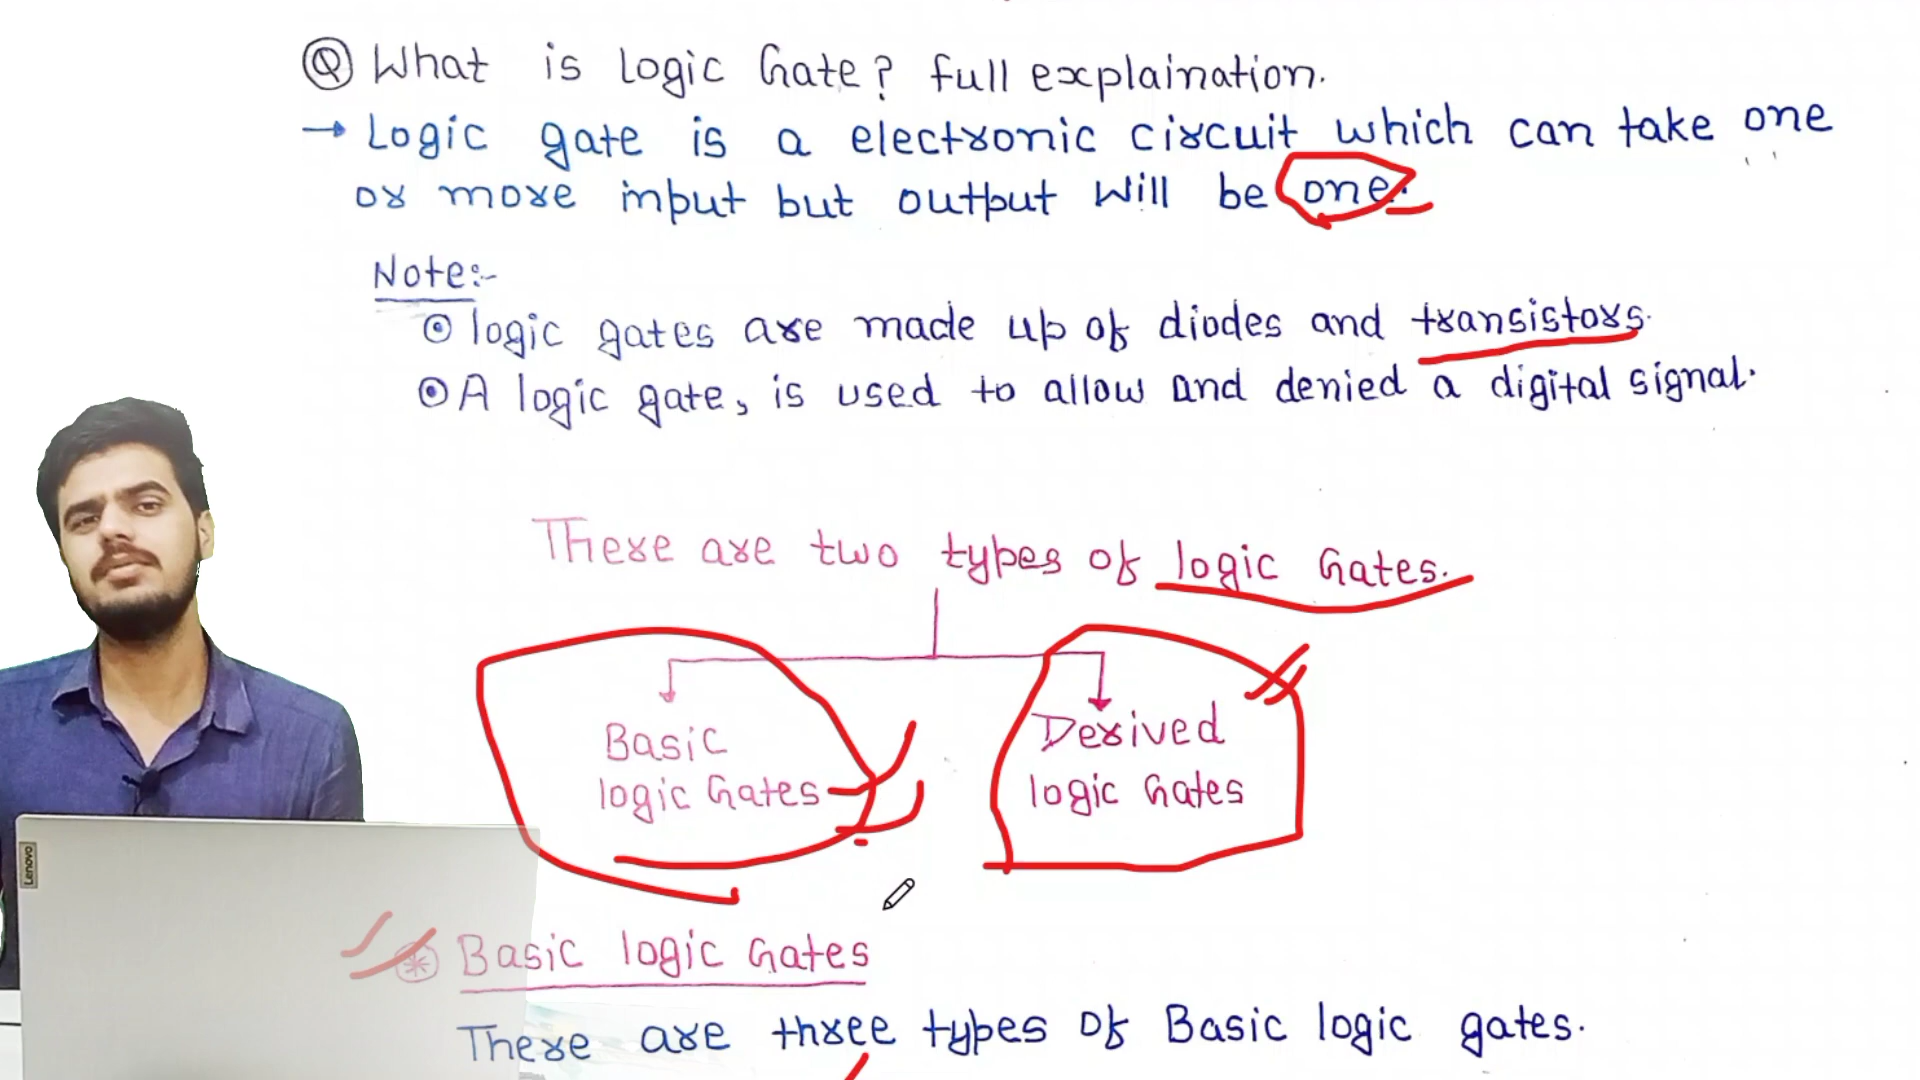 Q What is Logic Gate? full explaination.
→ Logic gate is a electronic circuit which can take one
or more input but output will be one.
Note:-
⊙ logic gates are made up of diodes and transistors.
⊙ A logic gate, is used to allow and denied a digital signal.
There are two types of logic Gates.
Basic
logic Gates
Derived
logic Gates
Lenovo
* Basic logic Gates
There are three types of Basic logic gates.